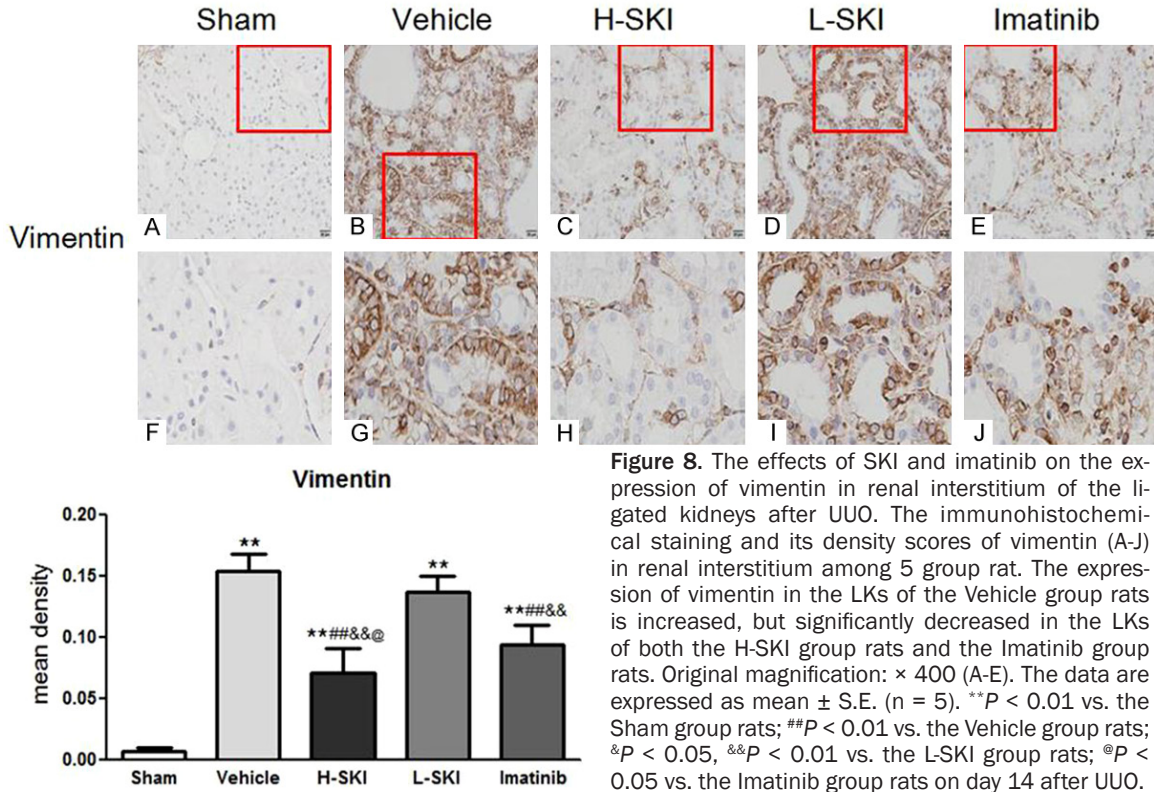 Sham Vehicle H-SKI L-SKI Imatinib
Vimentin
A B C D E
F G H I J
Vimentin
mean density
0.20
0.15
0.10
0.05
0.00
**
**##&&@
**
**##&&
Sham Vehicle H-SKI L-SKI Imatinib
Figure 8. The effects of SKI and imatinib on the ex-
pression of vimentin in renal interstitium of the li-
gated kidneys after UUO. The immunohistochemi-
cal staining and its density scores of vimentin (A-J)
in renal interstitium among 5 group rat. The expres-
sion of vimentin in the LKs of the Vehicle group rats
is increased, but significantly decreased in the LKs
of both the H-SKI group rats and the Imatinib group
rats. Original magnification: × 400 (A-E). The data are
expressed as mean ± S.E. (n = 5). **P < 0.01 vs. the
Sham group rats; ##P < 0.01 vs. the Vehicle group rats;
&P < 0.05, &&P < 0.01 vs. the L-SKI group rats; @P <
0.05 vs. the Imatinib group rats on day 14 after UUO.